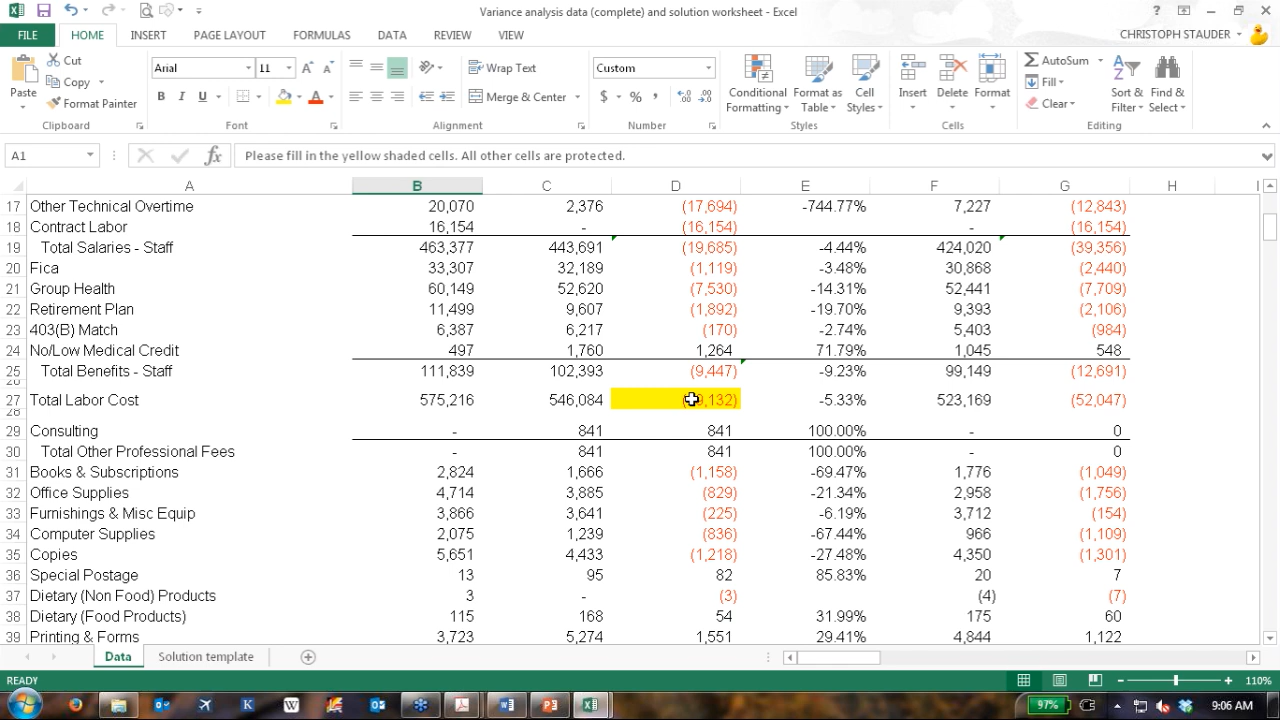 Variance analysis data (complete) and solution worksheet - Excel
FILE HOME INSERT PAGE LAYOUT FORMULAS DATA REVIEW VIEW CHRISTOPH STAUDER
Paste Cut Copy Format Painter Clipboard
Arial 11 B I U A Font
Wrap Text Merge & Center Alignment
Custom $ % , Number
Conditional Formatting Format as Table Cell Styles Styles
Insert Delete Format Cells
AutoSum Fill Clear Sort & Filter Find & Select Editing
A1 fx Please fill in the yellow shaded cells. All other cells are protected.
A B C D E F G H I
17 Other Technical Overtime 20,070 2,376 (17,694) -744.77% 7,227 (12,843)
18 Contract Labor 16,154 - (16,154) - (16,154)
19 Total Salaries - Staff 463,377 443,691 (19,685) -4.44% 424,020 (39,356)
20 Fica 33,307 32,189 (1,119) -3.48% 30,868 (2,440)
21 Group Health 60,149 52,620 (7,530) -14.31% 52,441 (7,709)
22 Retirement Plan 11,499 9,607 (1,892) -19.70% 9,393 (2,106)
23 403(B) Match 6,387 6,217 (170) -2.74% 5,403 (984)
24 No/Low Medical Credit 497 1,760 1,264 71.79% 1,045 548
25 Total Benefits - Staff 111,839 102,393 (9,447) -9.23% 99,149 (12,691)
27 Total Labor Cost 575,216 546,084 -5.33% 523,169 (52,047)
29 Consulting - 841 841 100.00% - 0
30 Total Other Professional Fees - 841 841 100.00% - 0
31 Books & Subscriptions 2,824 1,666 (1,158) -69.47% 1,776 (1,049)
32 Office Supplies 4,714 3,885 (829) -21.34% 2,958 (1,756)
33 Furnishings & Misc Equip 3,866 3,641 (225) -6.19% 3,712 (154)
34 Computer Supplies 2,075 1,239 (836) -67.44% 966 (1,109)
35 Copies 5,651 4,433 (1,218) -27.48% 4,350 (1,301)
36 Special Postage 13 95 82 85.83% 20 7
37 Dietary (Non Food) Products 3 - (3) (4) (7)
38 Dietary (Food Products) 115 168 54 31.99% 175 60
39 Printing & Forms 3,723 5,274 1,551 29.41% 4,844 1,122
Data Solution template
READY 110%
97% 9:06 AM